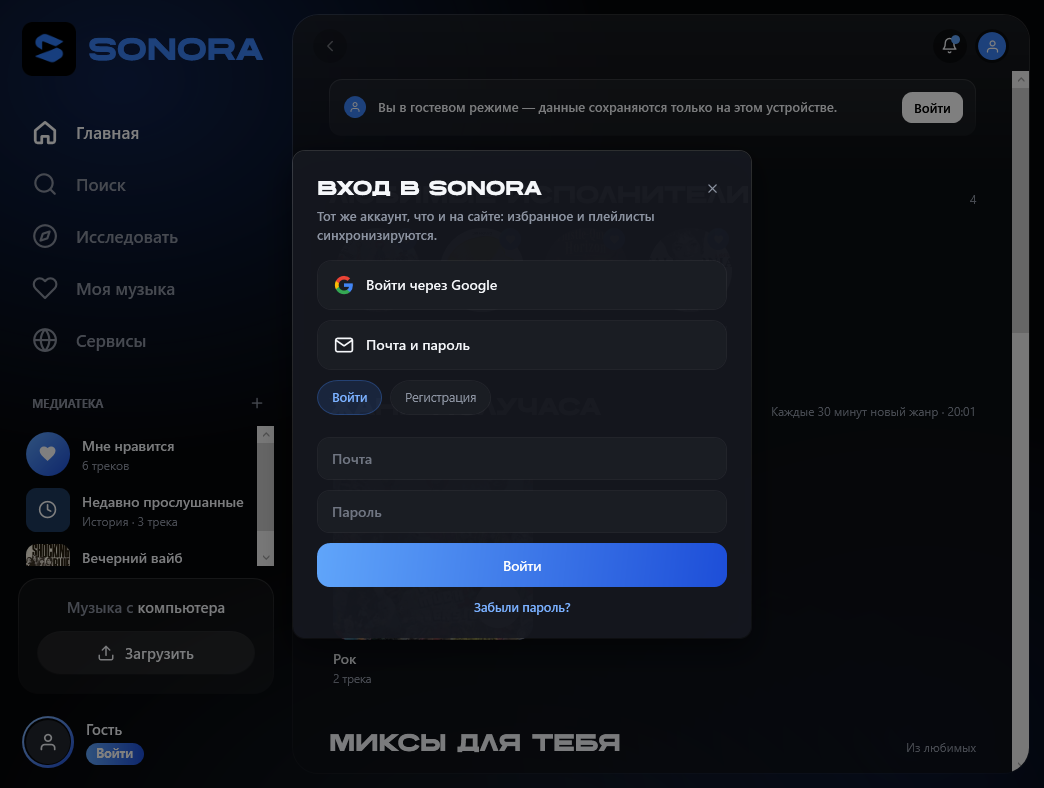 SONORA
Главная
Поиск
Исследовать
Моя музыка
Сервисы
МЕДИАТЕКА
Мне нравится
6 треков
Недавно прослушанные
История · 3 трека
Вечерний вайб
Музыка с компьютера
Загрузить
Гость
Войти
Вы в гостевом режиме — данные сохраняются только на этом устройстве.
Войти
4
ВХОД В SONORA
Тот же аккаунт, что и на сайте: избранное и плейлисты
синхронизируются.
Войти через Google
Почта и пароль
Войти
Регистрация
Каждые 30 минут новый жанр · 20:01
Почта
Пароль
Войти
Забыли пароль?
Рок
2 трека
МИКСЫ ДЛЯ ТЕБЯ
Из любимых